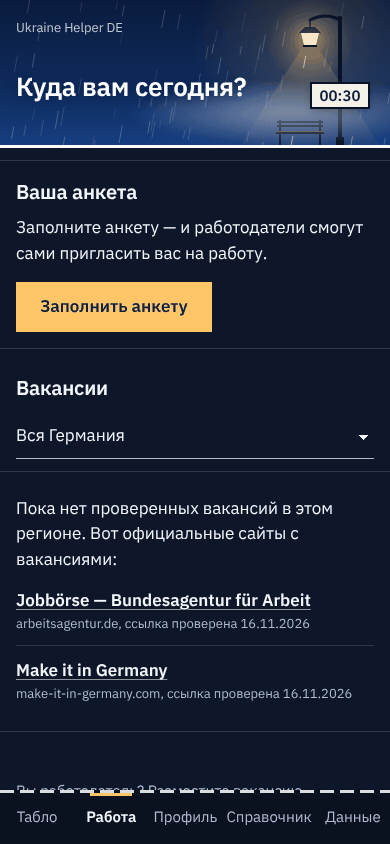 Ukraine Helper DE
Куда вам сегодня?
00:30
Ваша анкета
Заполните анкету — и работодатели смогут
сами пригласить вас на работу.
Заполнить анкету
Вакансии
Вся Германия
Пока нет проверенных вакансий в этом
регионе. Вот официальные сайты с
вакансиями:
Jobbörse — Bundesagentur für Arbeit
arbeitsagentur.de, ссылка проверена 16.11.2026
Make it in Germany
make-it-in-germany.com, ссылка проверена 16.11.2026
Табло Работа Профиль Справочник Данные